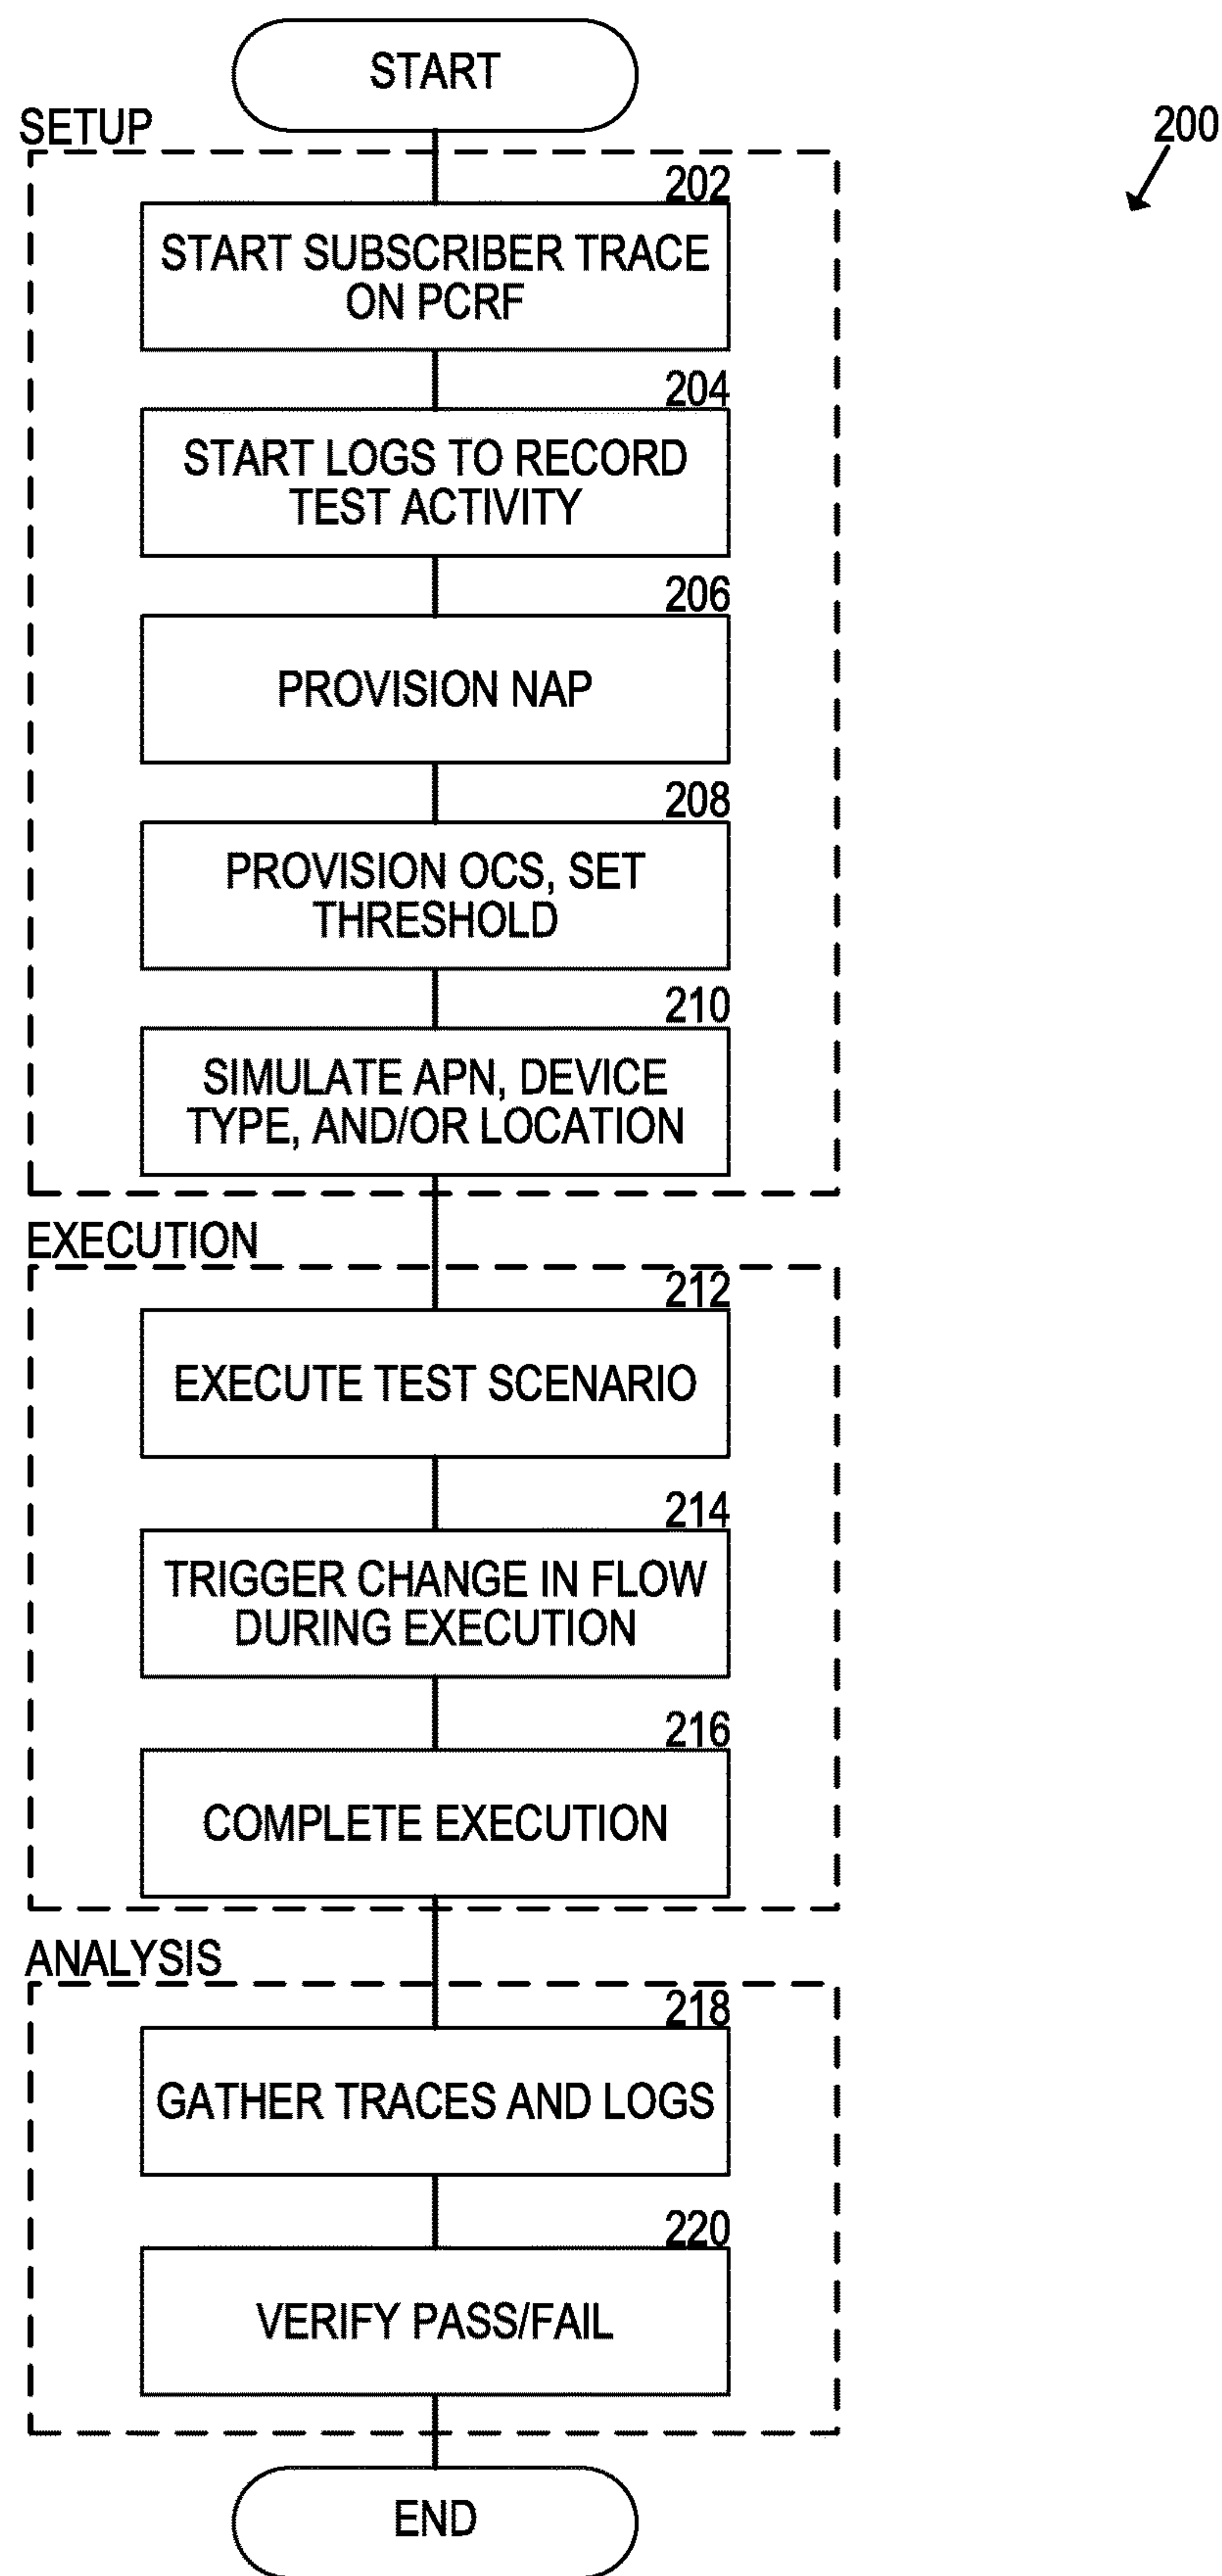 START
SETUP
200
202
START SUBSCRIBER TRACE
ON PCRF
204
START LOGS TO RECORD
TEST ACTIVITY
206
PROVISION NAP
208
PROVISION OCS, SET
THRESHOLD
210
SIMULATE APN, DEVICE
TYPE, AND/OR LOCATION
EXECUTION
212
EXECUTE TEST SCENARIO
214
TRIGGER CHANGE IN FLOW
DURING EXECUTION
216
COMPLETE EXECUTION
ANALYSIS
218
GATHER TRACES AND LOGS
220
VERIFY PASS/FAIL
END